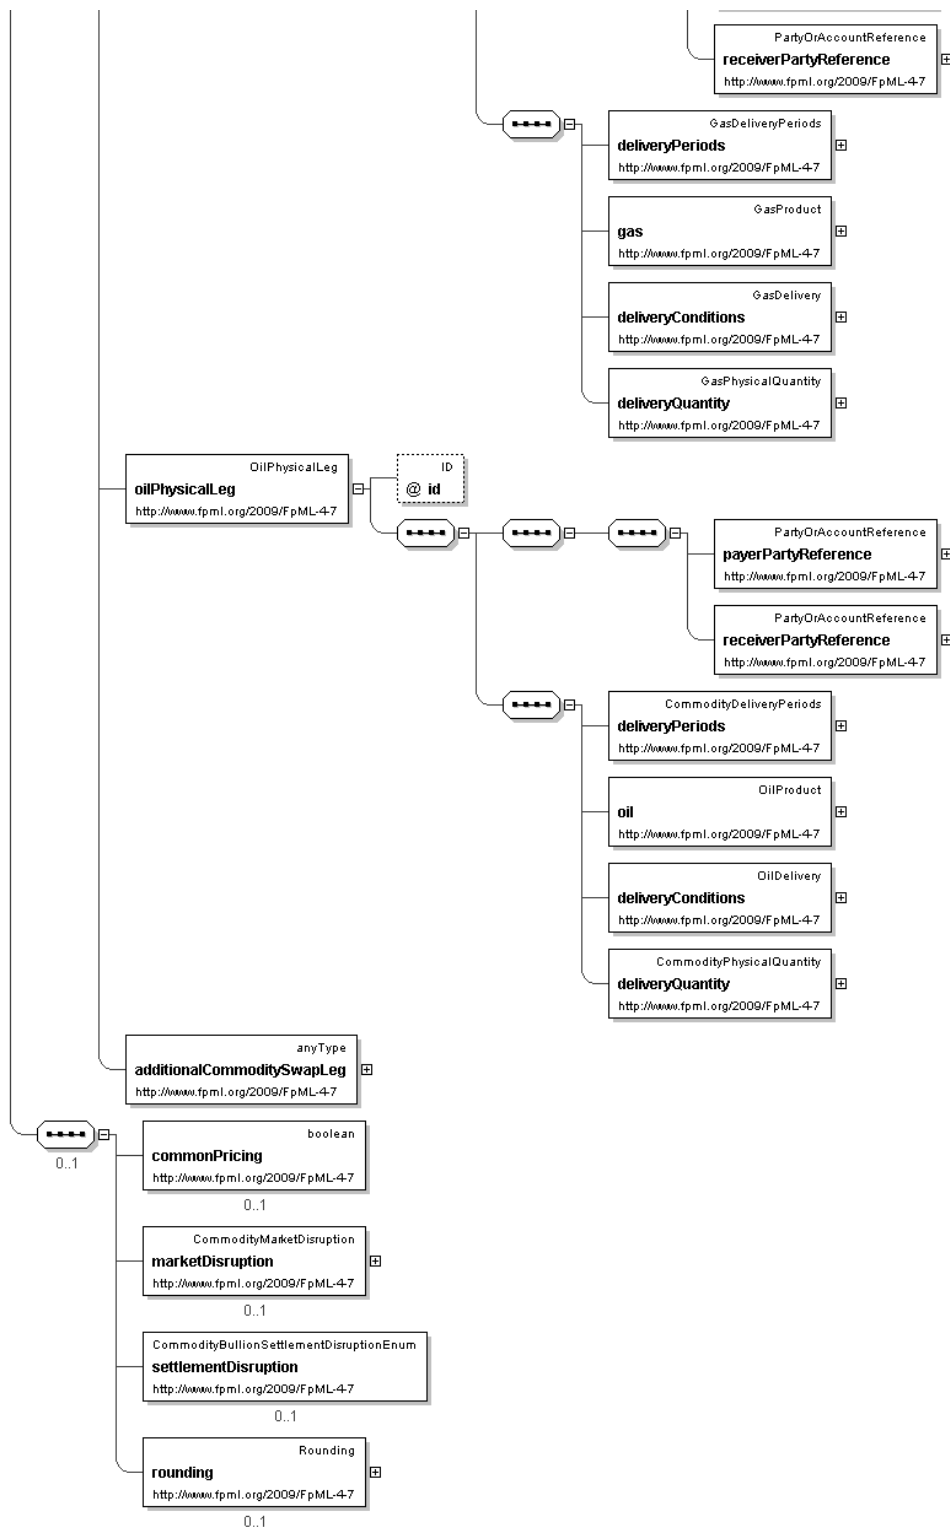 PartyOrAccountReference
receiverPartyReference
http://www.fpml.org/2009/FpML-4-7
GasDeliveryPeriods
deliveryPeriods
http://www.fpml.org/2009/FpML-4-7
GasProduct
gas
http://www.fpml.org/2009/FpML-4-7
GasDelivery
deliveryConditions
http://www.fpml.org/2009/FpML-4-7
GasPhysicalQuantity
deliveryQuantity
http://www.fpml.org/2009/FpML-4-7
OilPhysicalLeg
oilPhysicalLeg
http://www.fpml.org/2009/FpML-4-7
ID
@ id
PartyOrAccountReference
payerPartyReference
http://www.fpml.org/2009/FpML-4-7
PartyOrAccountReference
receiverPartyReference
http://www.fpml.org/2009/FpML-4-7
CommodityDeliveryPeriods
deliveryPeriods
http://www.fpml.org/2009/FpML-4-7
OilProduct
oil
http://www.fpml.org/2009/FpML-4-7
OilDelivery
deliveryConditions
http://www.fpml.org/2009/FpML-4-7
CommodityPhysicalQuantity
deliveryQuantity
http://www.fpml.org/2009/FpML-4-7
anyType
additionalCommoditySwapLeg
http://www.fpml.org/2009/FpML-4-7
0..1
boolean
commonPricing
http://www.fpml.org/2009/FpML-4-7
0..1
CommodityMarketDisruption
marketDisruption
http://www.fpml.org/2009/FpML-4-7
0..1
CommodityBullionSettlementDisruptionEnum
settlementDisruption
http://www.fpml.org/2009/FpML-4-7
0..1
Rounding
rounding
http://www.fpml.org/2009/FpML-4-7
0..1